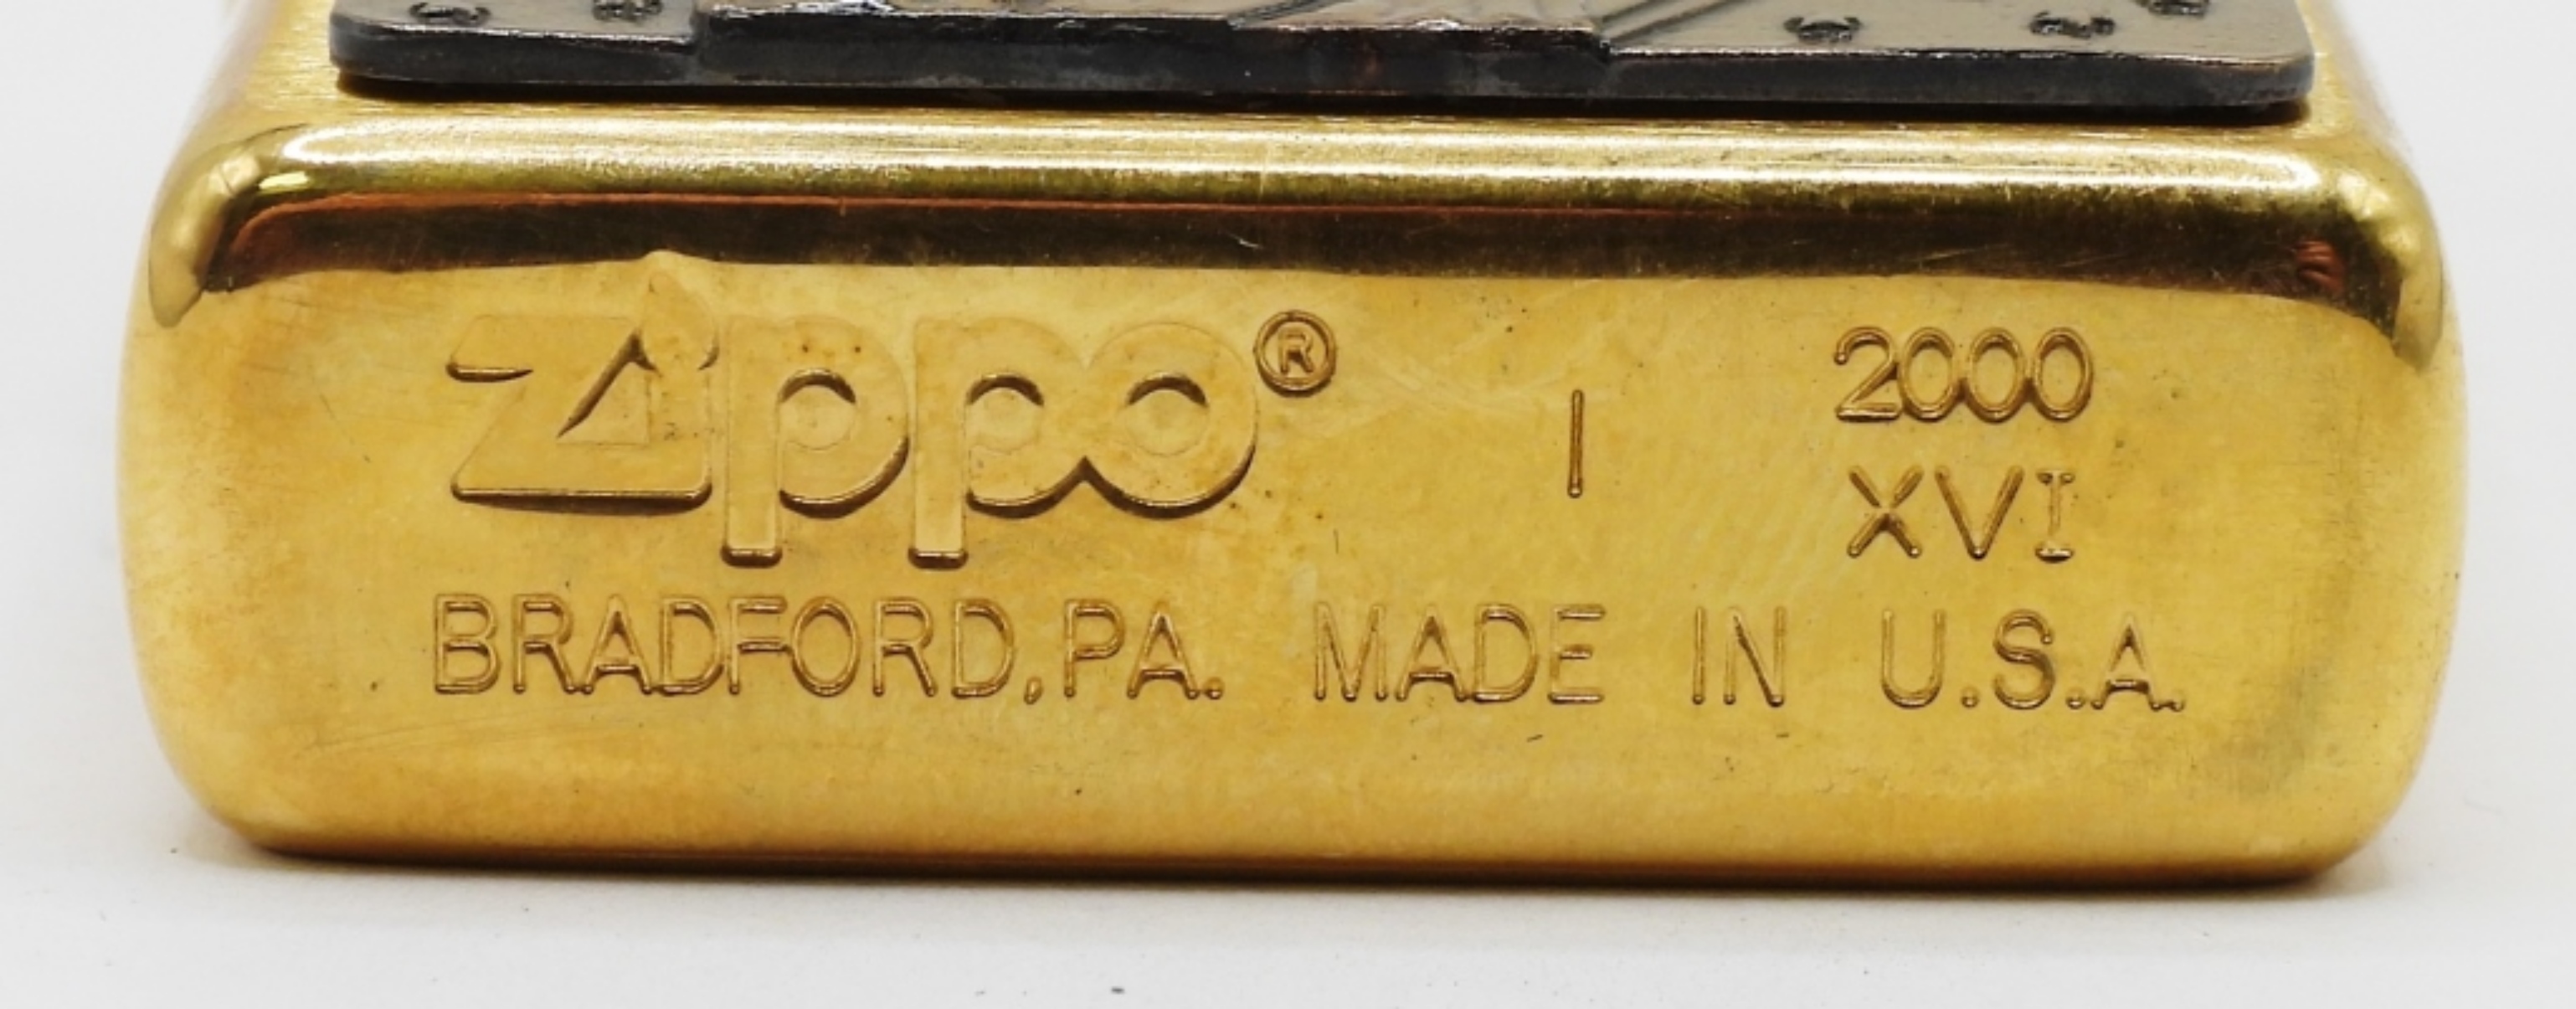 Zippo® I 2000
XVI
BRADFORD,PA. MADE IN U.S.A.